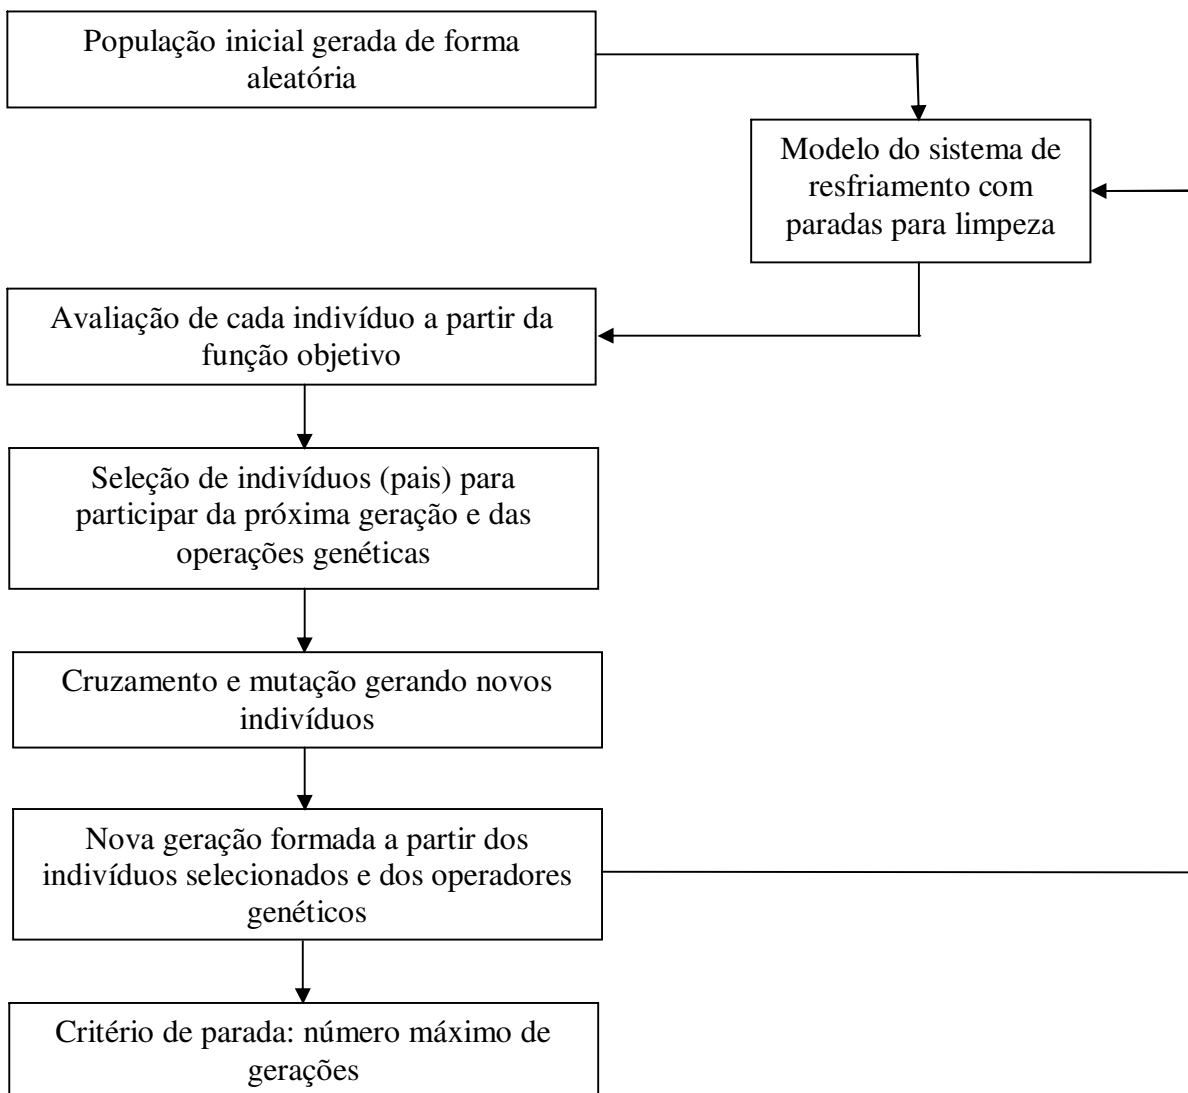 População inicial gerada de forma
aleatória
Modelo do sistema de
resfriamento com
paradas para limpeza
Avaliação de cada indivíduo a partir da
função objetivo
Seleção de indivíduos (pais) para
participar da próxima geração e das
operações genéticas
Cruzamento e mutação gerando novos
indivíduos
Nova geração formada a partir dos
indivíduos selecionados e dos operadores
genéticos
Critério de parada: número máximo de
gerações